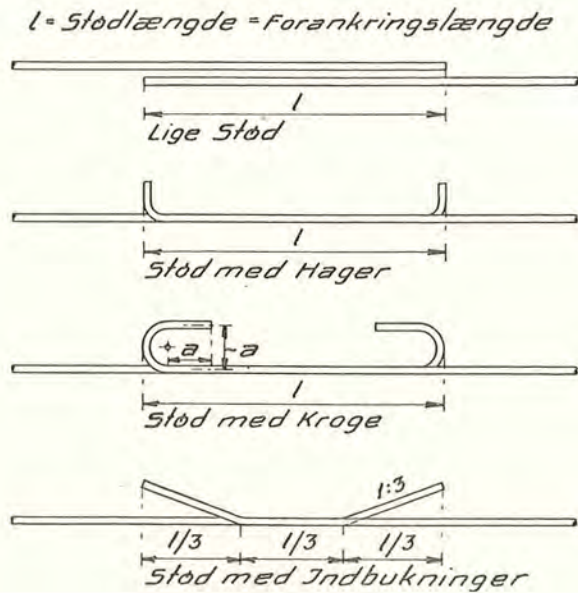 l = Stødlængde = Forankringslængde
l
Lige Stød
l
Stød med Hager
a
a
l
Stød med Kroge
1:3
l/3 l/3 l/3
Stød med Indbukninger